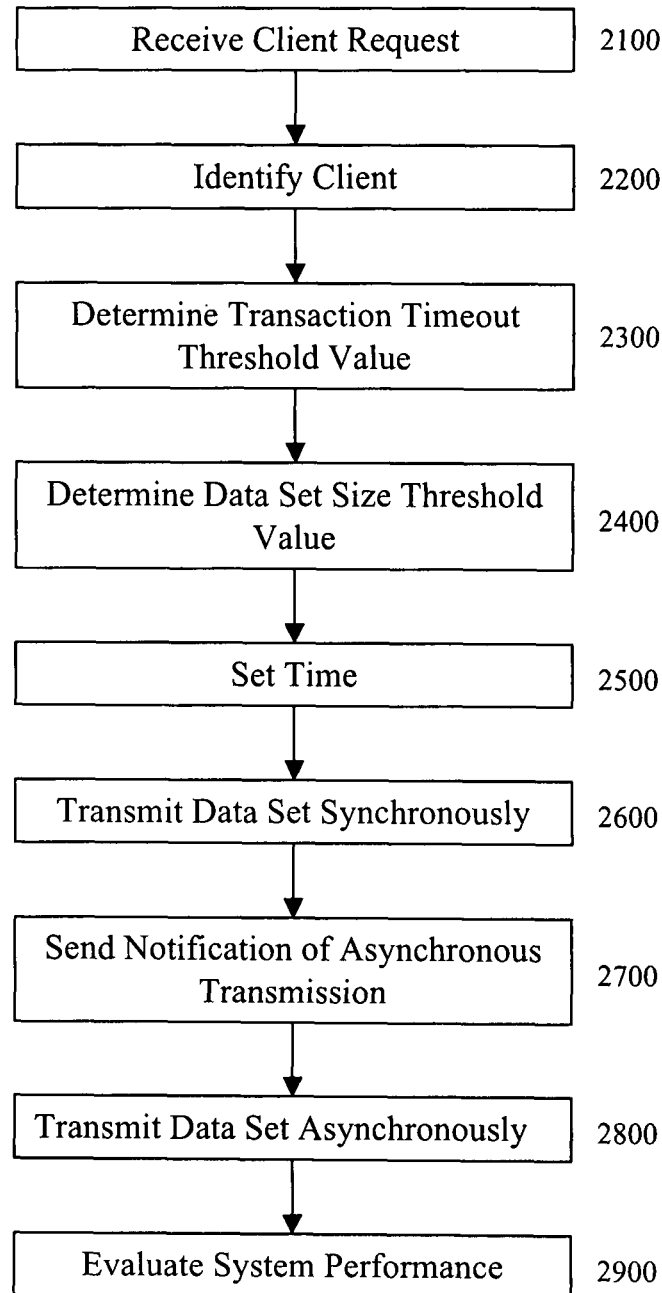 Receive Client Request 2100
Identify Client 2200
Determine Transaction Timeout
Threshold Value 2300
Determine Data Set Size Threshold
Value 2400
Set Time 2500
Transmit Data Set Synchronously 2600
Send Notification of Asynchronous
Transmission 2700
Transmit Data Set Asynchronously 2800
Evaluate System Performance 2900